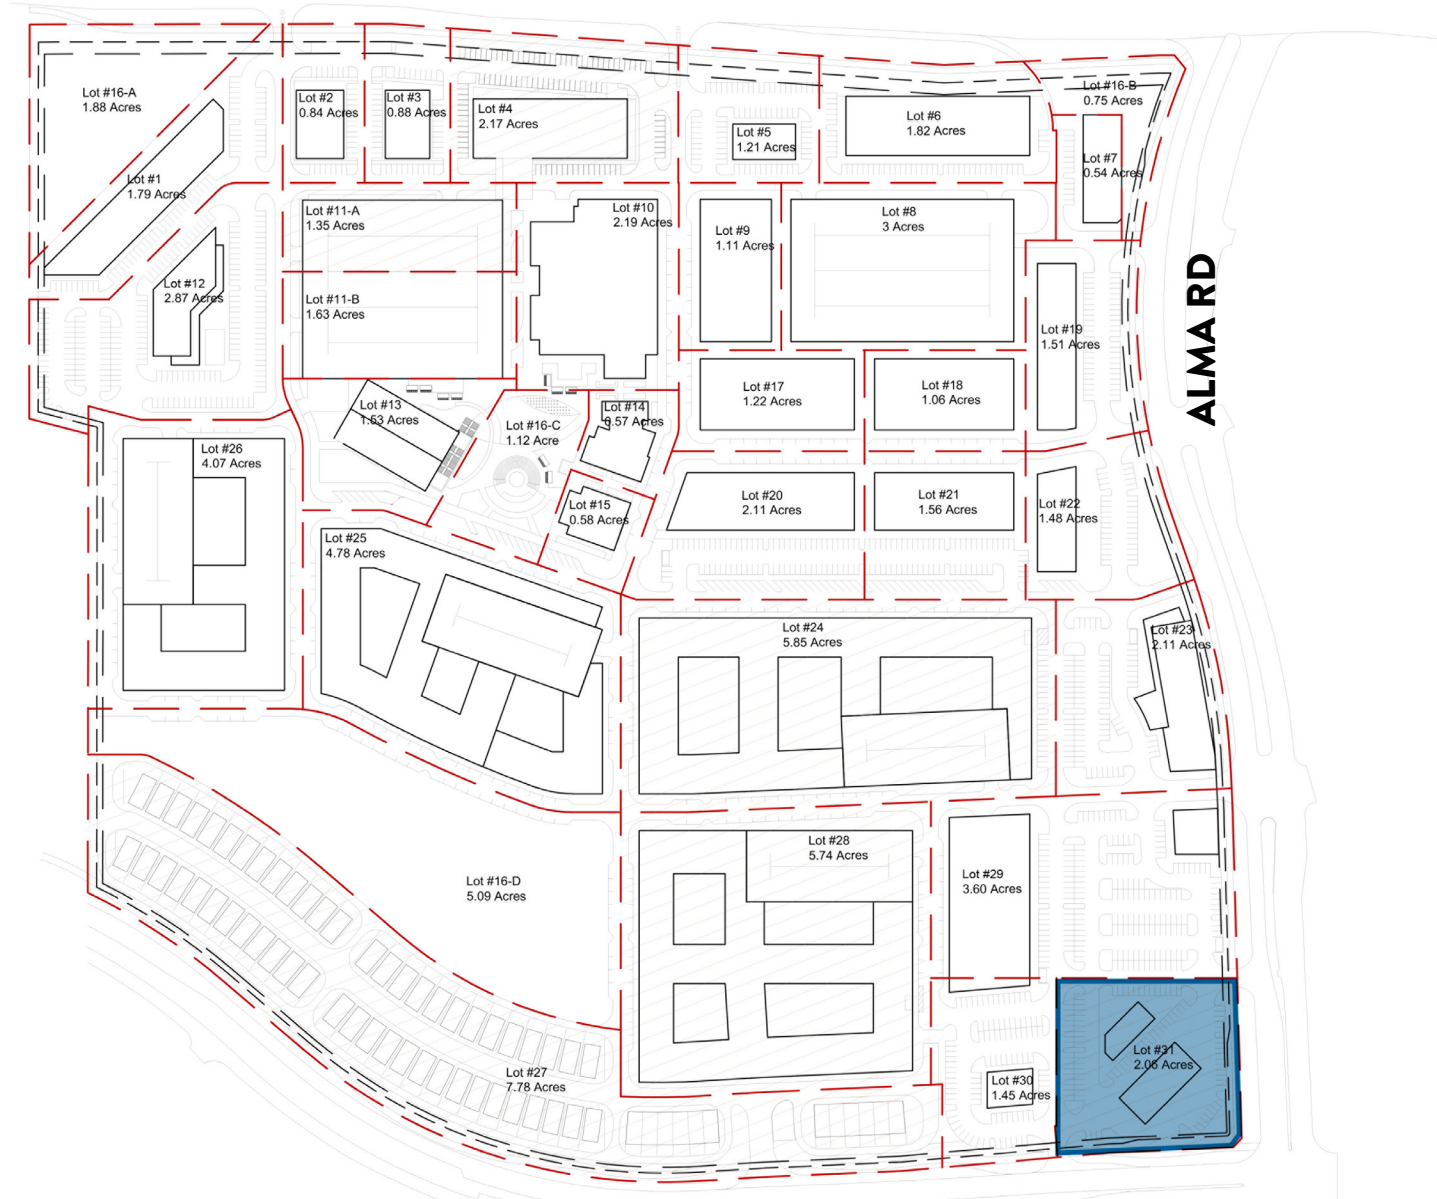 Lot #16-A
1.88 Acres
Lot #1
1.79 Acres
Lot #2
0.84 Acres
Lot #3
0.88 Acres
Lot #4
2.17 Acres
Lot #5
1.21 Acres
Lot #6
1.82 Acres
Lot #16-B
0.75 Acres
Lot #7
0.54 Acres
Lot #11-A
1.35 Acres
Lot #10
2.19 Acres
Lot #9
1.11 Acres
Lot #8
3 Acres
Lot #12
2.87 Acres
Lot #11-B
1.63 Acres
Lot #19
1.51 Acres
ALMA RD
Lot #17
1.22 Acres
Lot #18
1.06 Acres
Lot #13
1.53 Acres
Lot #16-C
1.12 Acre
Lot #14
0.57 Acres
Lot #26
4.07 Acres
Lot #15
0.58 Acres
Lot #20
2.11 Acres
Lot #21
1.56 Acres
Lot #22
1.48 Acres
Lot #25
4.78 Acres
Lot #24
5.85 Acres
Lot #23
2.11 Acres
Lot #28
5.74 Acres
Lot #29
3.60 Acres
Lot #16-D
5.09 Acres
Lot #27
7.78 Acres
Lot #30
1.45 Acres
Lot #31
2.06 Acres